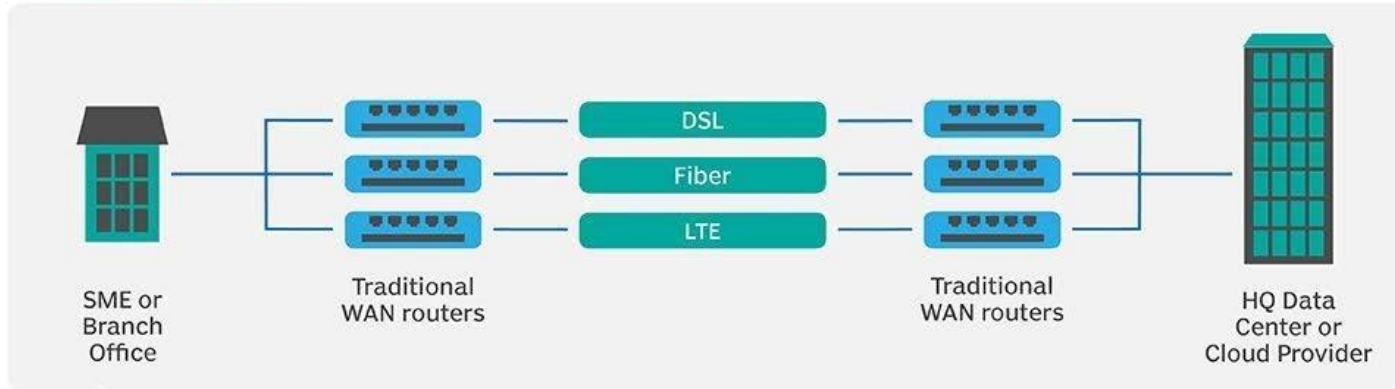 DSL
Fiber
LTE
SME or
Branch
Office
Traditional
WAN routers
Traditional
WAN routers
HQ Data
Center or
Cloud Provider